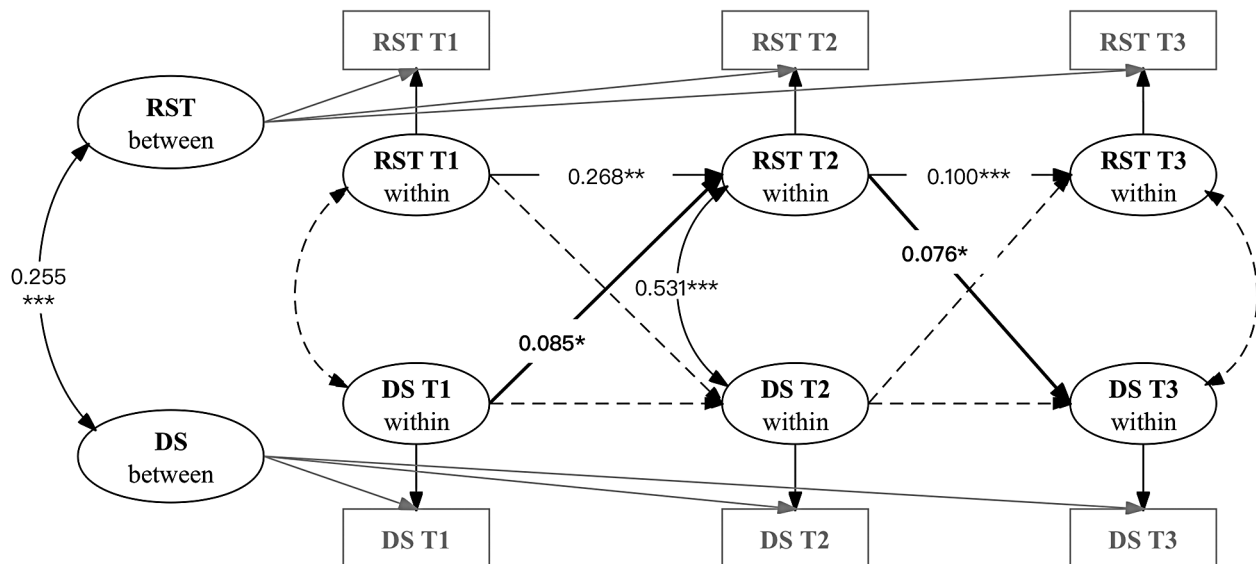 RST T1
RST T2
RST T3
RST
between
RST T1
within
0.268**
RST T2
within
0.100***
RST T3
within
0.255
***
0.076*
0.531***
0.085*
DS T1
within
DS T2
within
DS T3
within
DS
between
DS T1
DS T2
DS T3